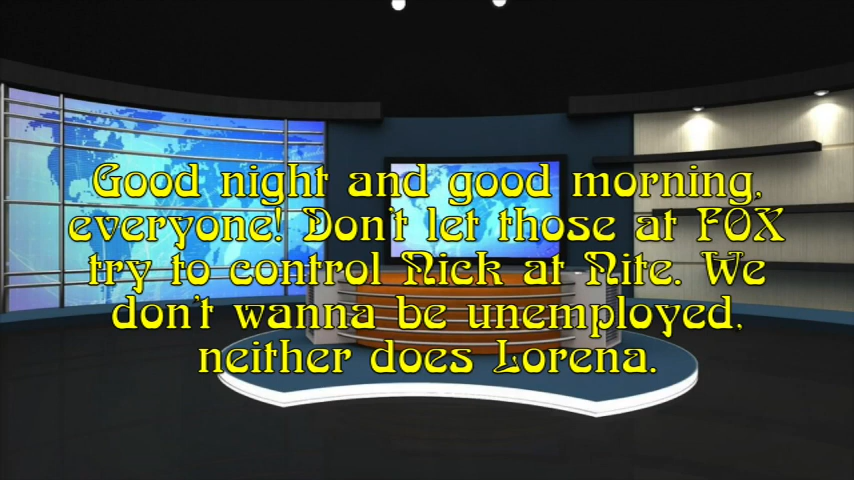 Good night and good morning,
everyone! Don't let those at FOX
try to control Nick at Nite. We
don't wanna be unemployed,
neither does Lorena.